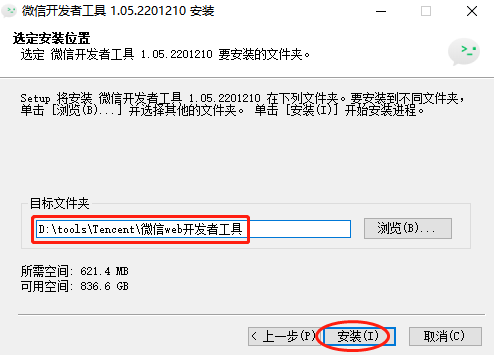 微信开发者工具 1.05.2201210 安装
选定安装位置
选定 微信开发者工具 1.05.2201210 要安装的文件夹。
Setup 将安装 微信开发者工具 1.05.2201210 在下列文件夹。要安装到不同文件夹，
单击 [浏览(B)...] 并选择其他的文件夹。 单击 [安装(I)] 开始安装进程。
目标文件夹
D:\tools\Tencent\微信web开发者工具
浏览(B)...
所需空间: 621.4 MB
可用空间: 836.6 GB
< 上一步(P) 安装(I) 取消(C)